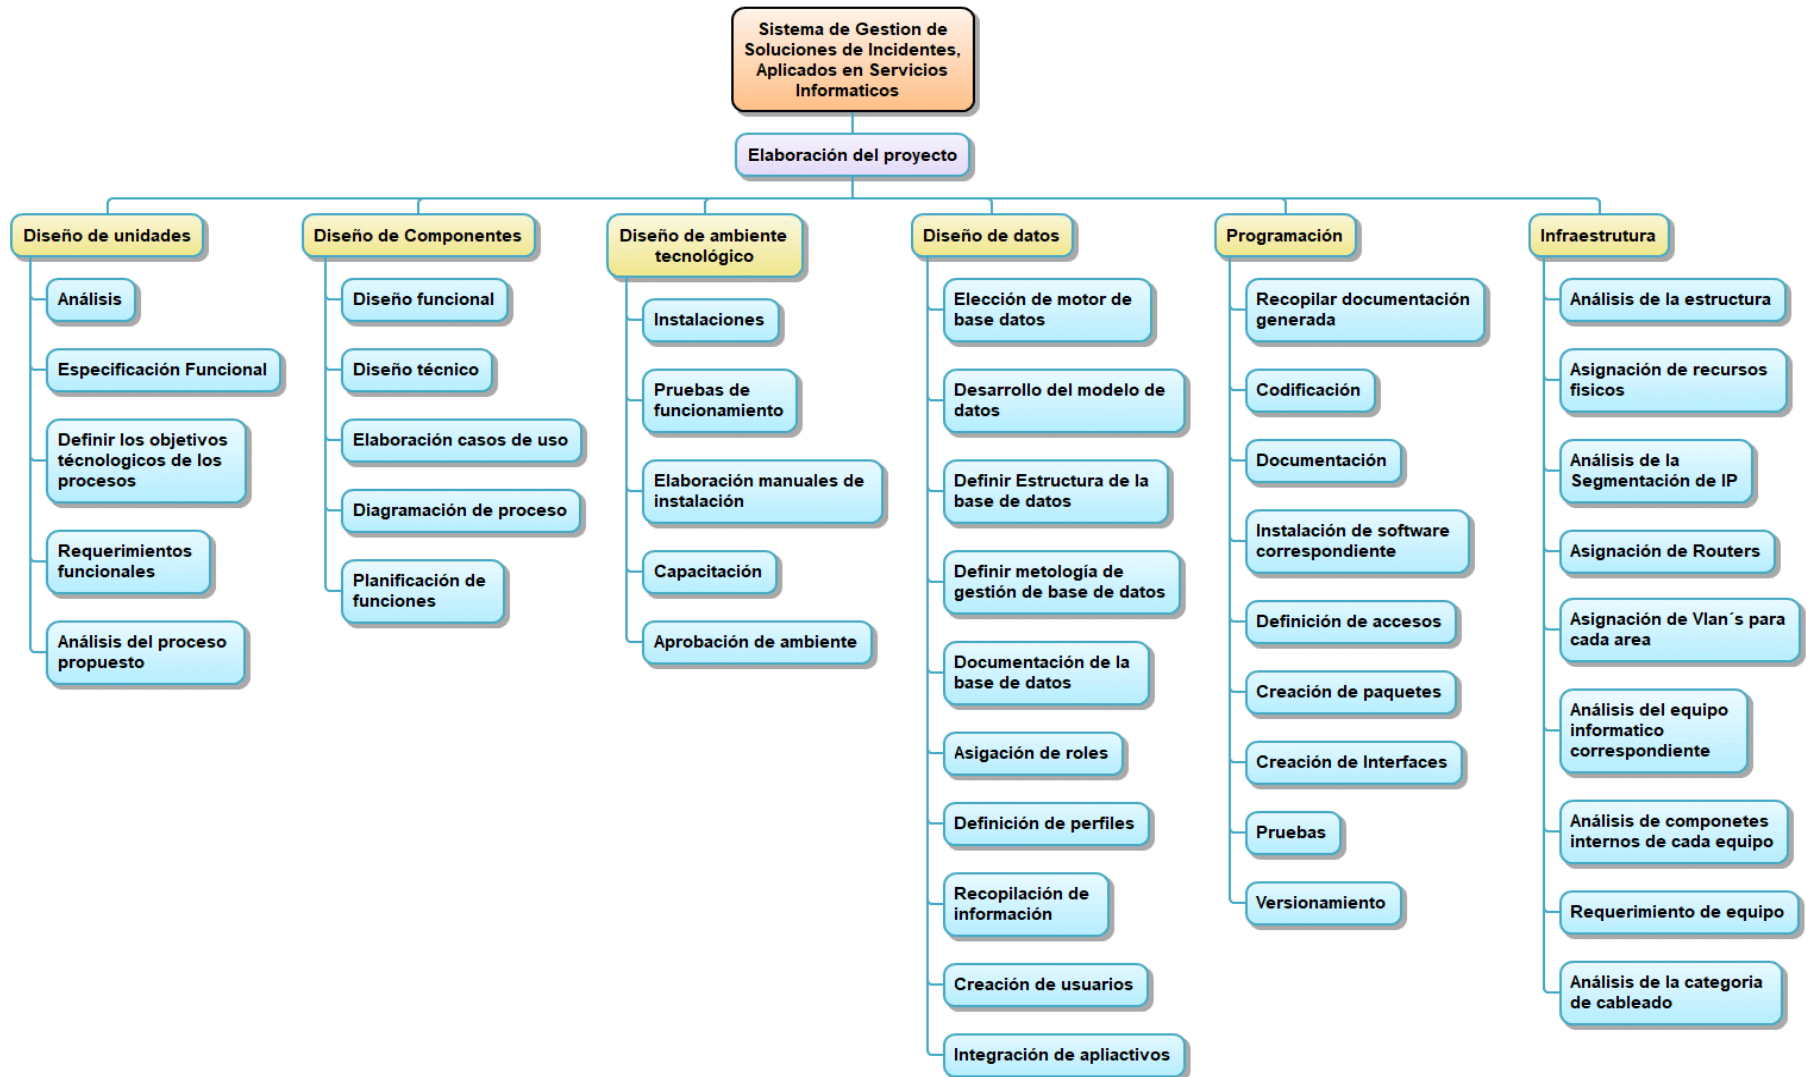 Sistema de Gestion de
Soluciones de Incidentes,
Aplicados en Servicios
Informaticos
Elaboración del proyecto
Diseño de unidades
Análisis
Especificación Funcional
Definir los objetivos
técnologicos de los
procesos
Requerimientos
funcionales
Análisis del proceso
propuesto
Diseño de Componentes
Diseño funcional
Diseño técnico
Elaboración casos de uso
Diagramación de proceso
Planificación de
funciones
Diseño de ambiente
tecnológico
Instalaciones
Pruebas de
funcionamiento
Elaboración manuales de
instalación
Capacitación
Aprobación de ambiente
Diseño de datos
Elección de motor de
base datos
Desarrollo del modelo de
datos
Definir Estructura de la
base de datos
Definir metología de
gestión de base de datos
Documentación de la
base de datos
Asigación de roles
Definición de perfiles
Recopilación de
información
Creación de usuarios
Integración de apliactivos
Programación
Recopilar documentación
generada
Codificación
Documentación
Instalación de software
correspondiente
Definición de accesos
Creación de paquetes
Creación de Interfaces
Pruebas
Versionamiento
Infraestrutura
Análisis de la estructura
Asignación de recursos
fisicos
Análisis de la
Segmentación de IP
Asignación de Routers
Asignación de Vlan´s para
cada area
Análisis del equipo
informatico
correspondiente
Análisis de componetes
internos de cada equipo
Requerimiento de equipo
Análisis de la categoria
de cableado